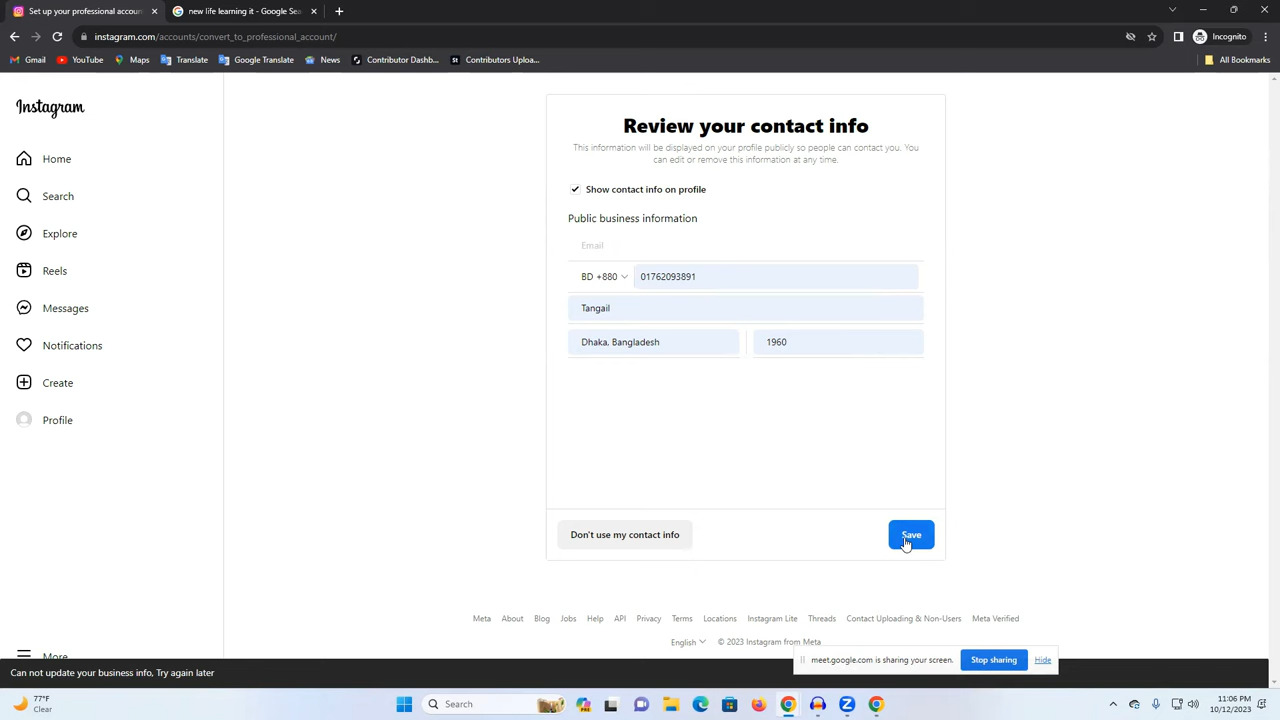 Set up your professional accoun
new life learning it - Google Sea
instagram.com/accounts/convert_to_professional_account/
Incognito
Gmail
YouTube
Maps
Translate
Google Translate
News
Contributor Dashb...
Contributors Uploa...
All Bookmarks
Instagram
Home
Search
Explore
Reels
Messages
Notifications
Create
Profile
More
Review your contact info
This information will be displayed on your profile publicly so people can contact you. You
can edit or remove this information at any time.
Show contact info on profile
Public business information
Email
BD +880 01762093891
Tangail
Dhaka, Bangladesh 1960
Don't use my contact info
Save
Meta About Blog Jobs Help API Privacy Terms Locations Instagram Lite Threads Contact Uploading & Non-Users Meta Verified
English © 2023 Instagram from Meta
meet.google.com is sharing your screen. Stop sharing Hide
Can not update your business info, Try again later
77°F
Clear
Search
11:06 PM
10/12/2023